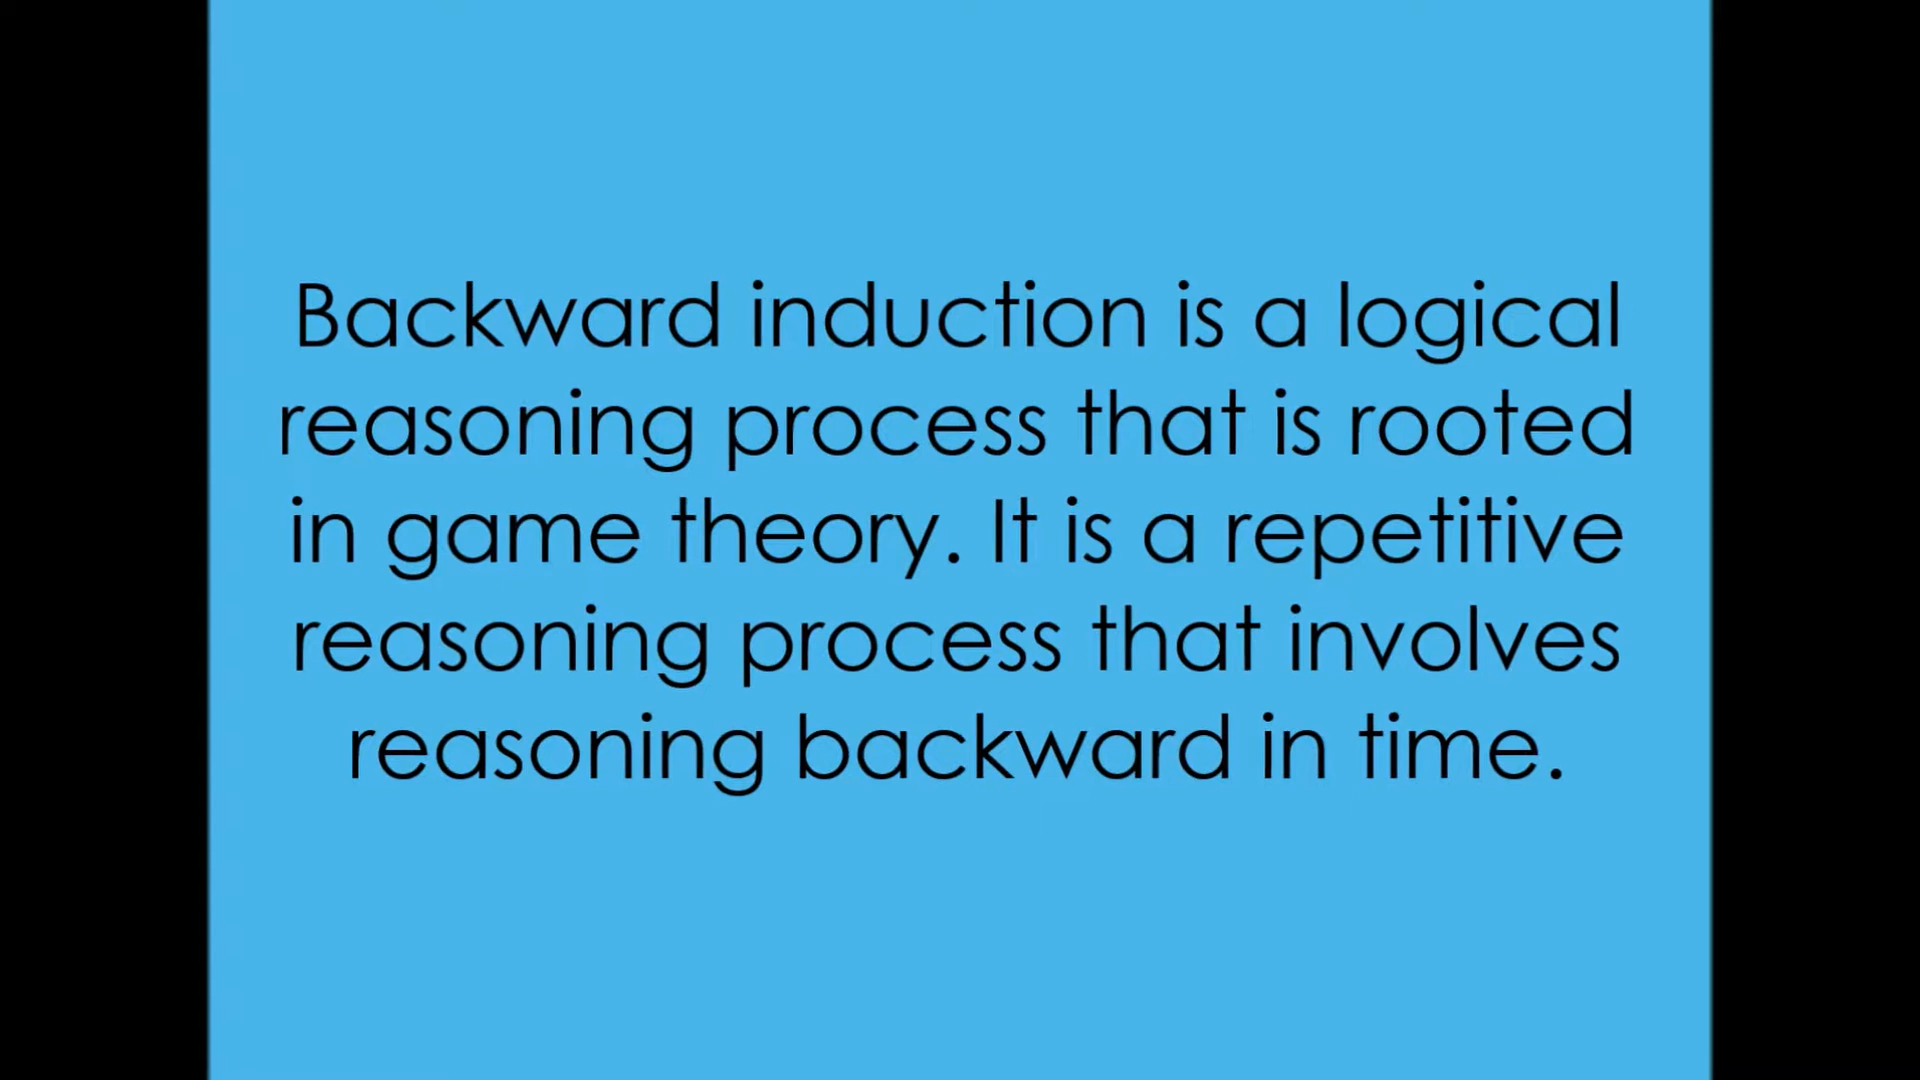 Backward induction is a logical
reasoning process that is rooted
in game theory. It is a repetitive
reasoning process that involves
reasoning backward in time.